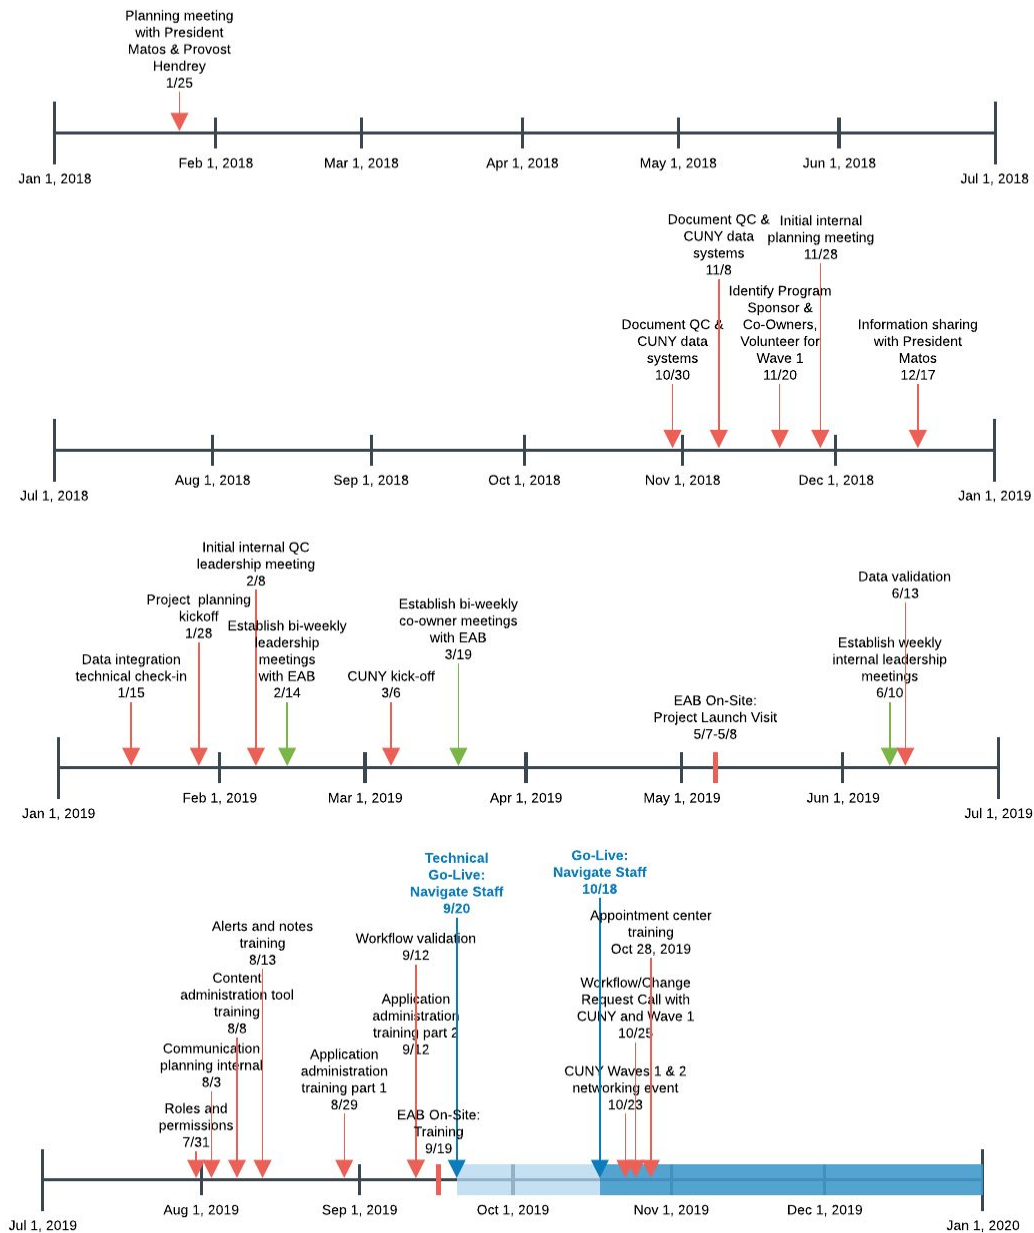 Planning meeting
with President
Matos & Provost
Hendrey
1/25
Jan 1, 2018
Feb 1, 2018
Mar 1, 2018
Apr 1, 2018
May 1, 2018
Jun 1, 2018
Jul 1, 2018
Document QC &
CUNY data
systems
11/8
Initial internal
planning meeting
11/28
Document QC &
CUNY data
systems
10/30
Identify Program
Sponsor &
Co-Owners,
Volunteer for
Wave 1
11/20
Information sharing
with President
Matos
12/17
Jul 1, 2018
Aug 1, 2018
Sep 1, 2018
Oct 1, 2018
Nov 1, 2018
Dec 1, 2018
Jan 1, 2019
Data integration
technical check-in
1/15
Project planning
kickoff
1/28
Initial internal QC
leadership meeting
2/8
Establish bi-weekly
leadership
meetings
with EAB
2/14
CUNY kick-off
3/6
Establish bi-weekly
co-owner meetings
with EAB
3/19
EAB On-Site:
Project Launch Visit
5/7-5/8
Establish weekly
internal leadership
meetings
6/10
Data validation
6/13
Jan 1, 2019
Feb 1, 2019
Mar 1, 2019
Apr 1, 2019
May 1, 2019
Jun 1, 2019
Jul 1, 2019
Roles and
permissions
7/31
Communication
planning internal
8/3
Content
administration tool
training
8/8
Alerts and notes
training
8/13
Application
administration
training part 1
8/29
Workflow validation
9/12
Application
administration
training part 2
9/12
EAB On-Site:
Training
9/19
Technical
Go-Live:
Navigate Staff
9/20
Go-Live:
Navigate Staff
10/18
CUNY Waves 1 & 2
networking event
10/23
Workflow/Change
Request Call with
CUNY and Wave 1
10/25
Appointment center
training
Oct 28, 2019
Jul 1, 2019
Aug 1, 2019
Sep 1, 2019
Oct 1, 2019
Nov 1, 2019
Dec 1, 2019
Jan 1, 2020